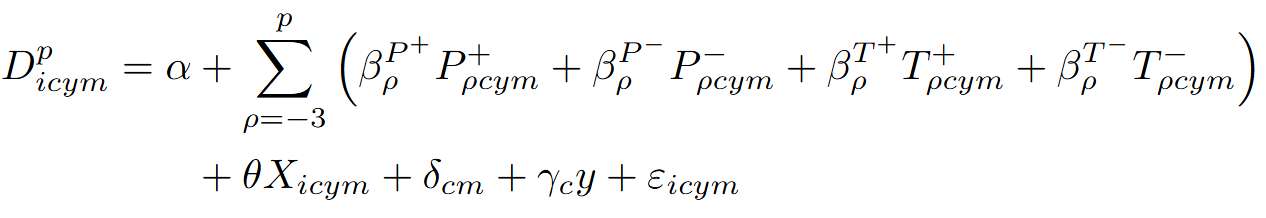 $D^{p}_{icym} = \alpha + \sum_{\rho=-3}^{p} \left( \beta^{P^+}_{\rho} P^{+}_{\rho cym} + \beta^{P^-}_{\rho} P^{-}_{\rho cym} + \beta^{T^+}_{\rho} T^{+}_{\rho cym} + \beta^{T^-}_{\rho} T^{-}_{\rho cym} \right)$
$+ \theta X_{icym} + \delta_{cm} + \gamma_{c} y + \varepsilon_{icym}$